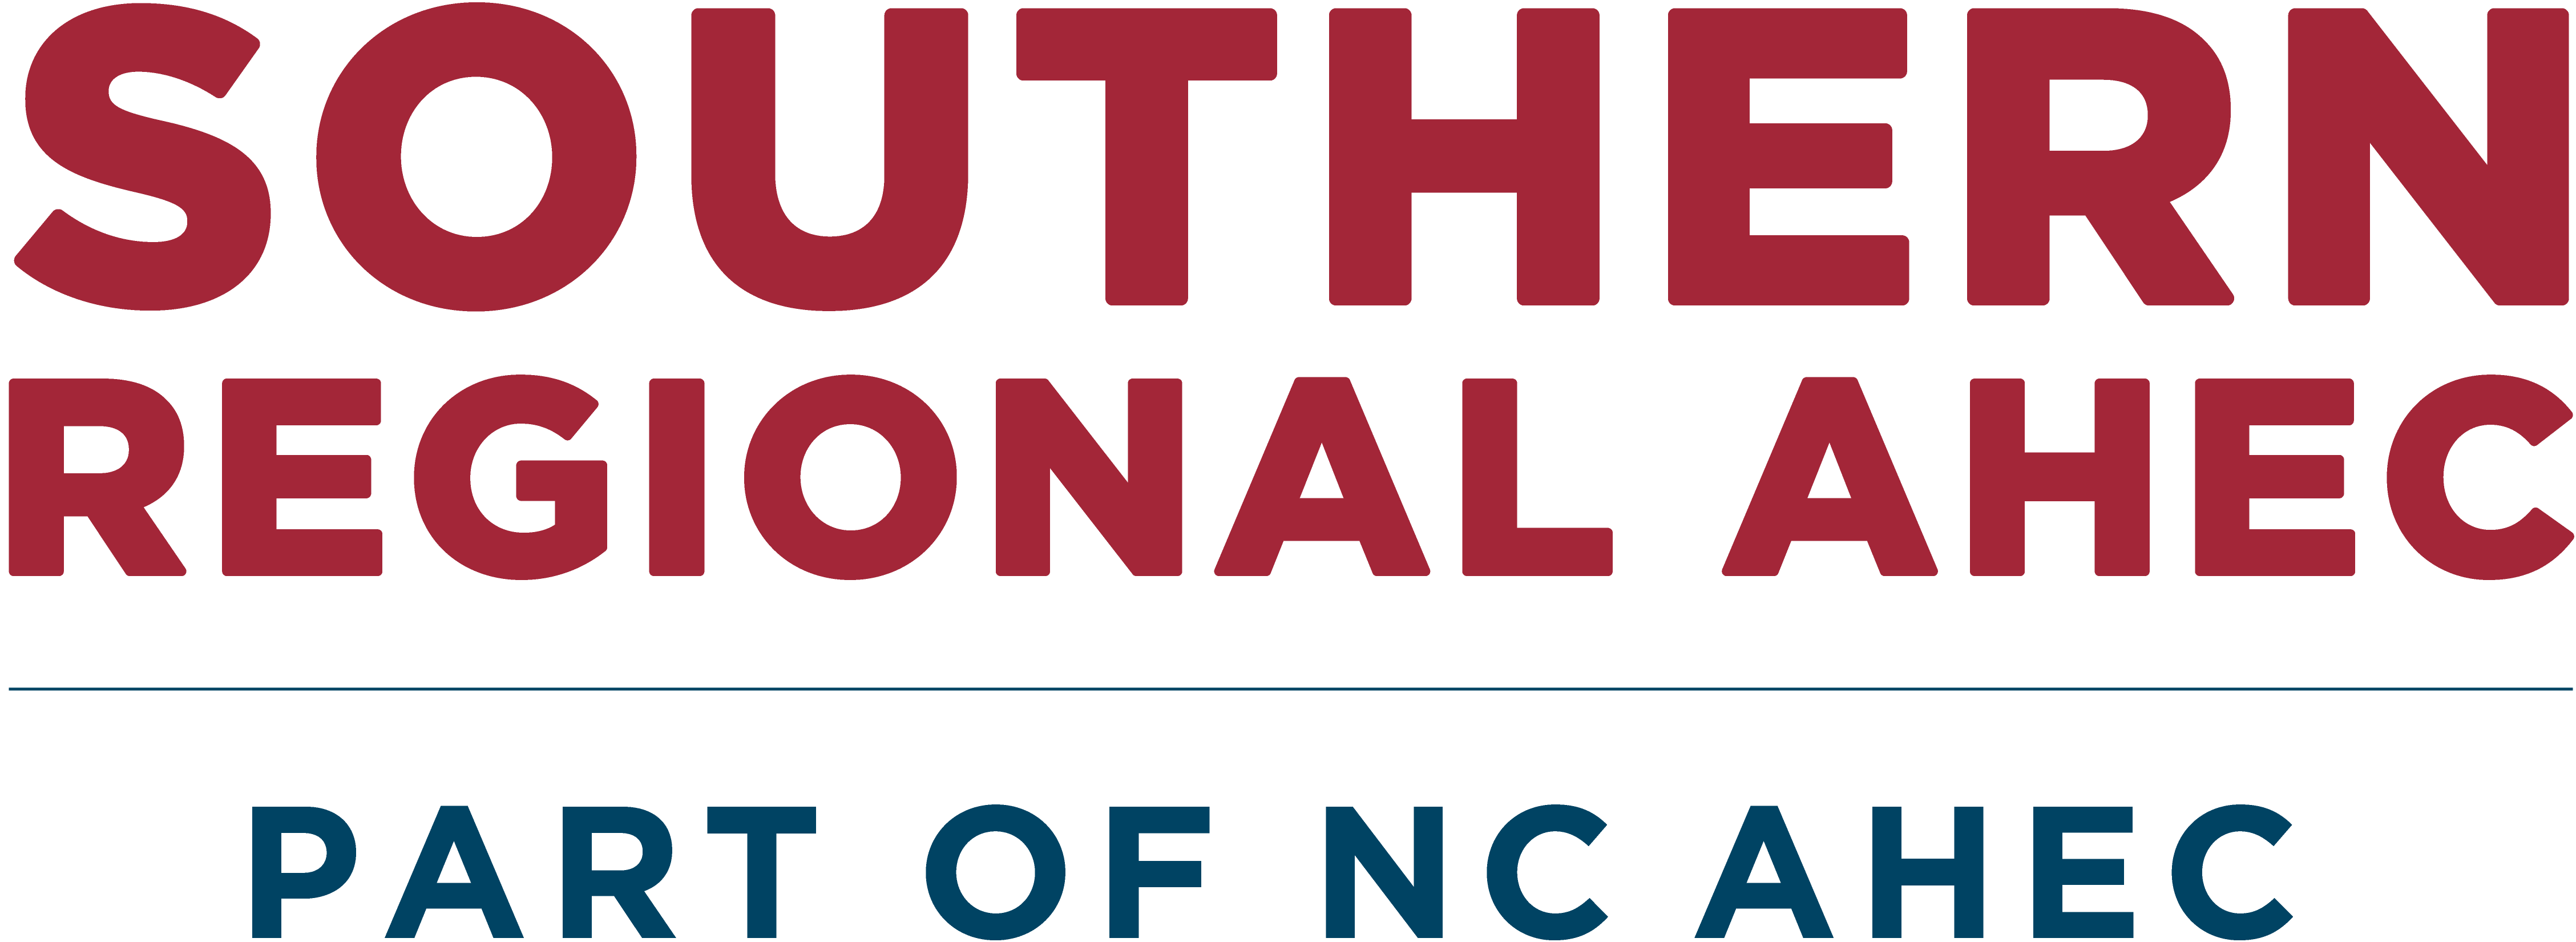 SOUTHERN
REGIONAL AHEC
PART OF NC AHEC